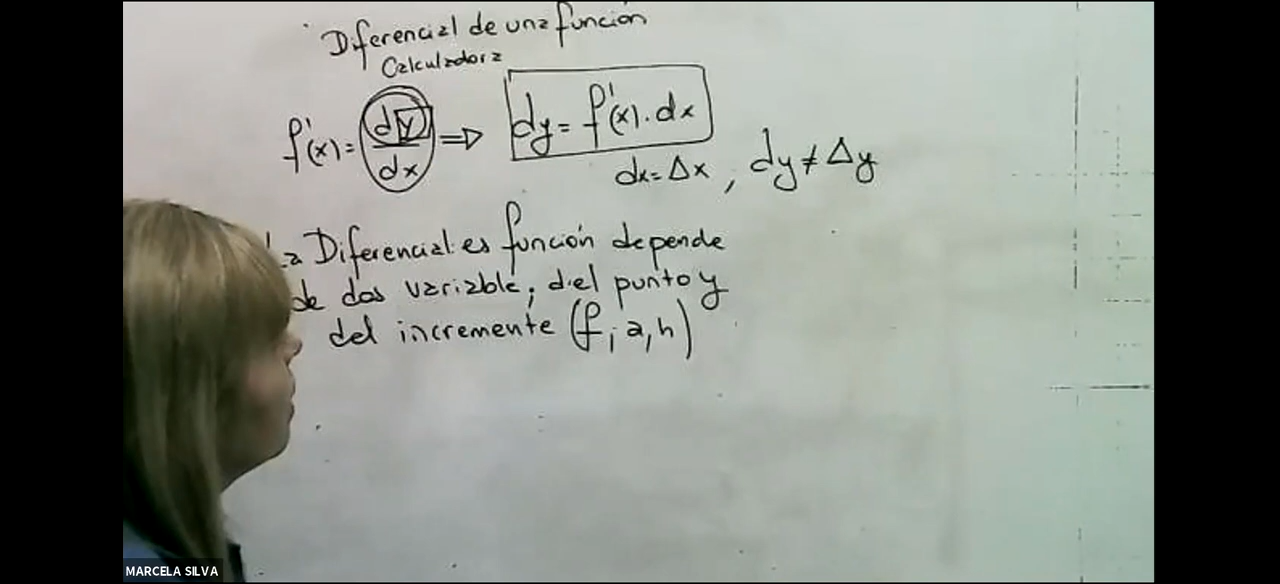 Diferencial de una función
Calculadora
f'(x) = dy/dx ⇒ dy = f'(x) . dx
dx = Δx , dy ≠ Δy
La Diferencial es función depende
de dos variable; del punto y
del incremente (f; a, h)
MARCELA SILVA